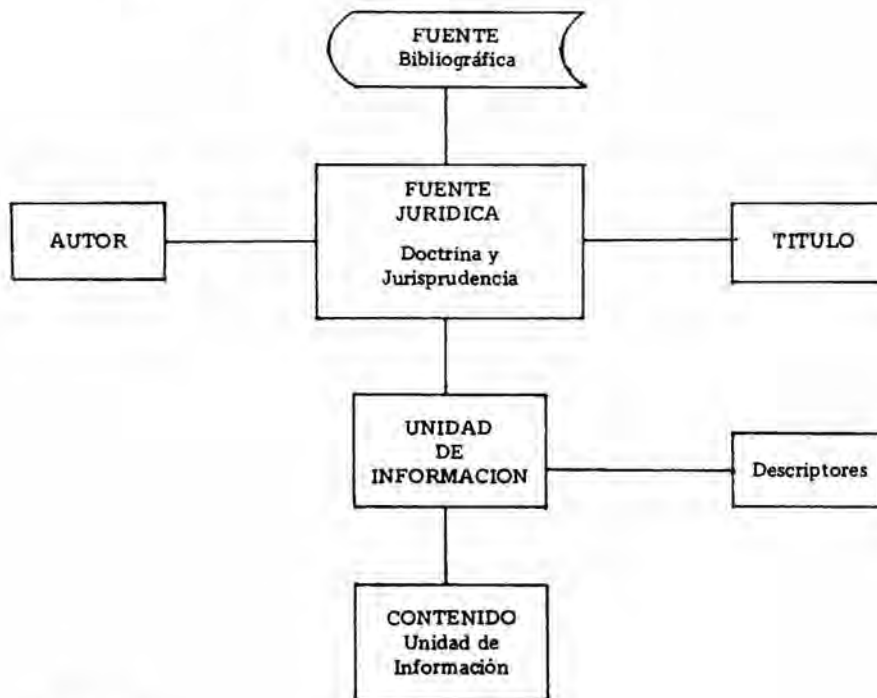 FUENTE
Bibliográfica
FUENTE
JURIDICA
Doctrina y
Jurisprudencia
AUTOR
TITULO
UNIDAD
DE
INFORMACION
Descriptores
CONTENIDO
Unidad de
Información